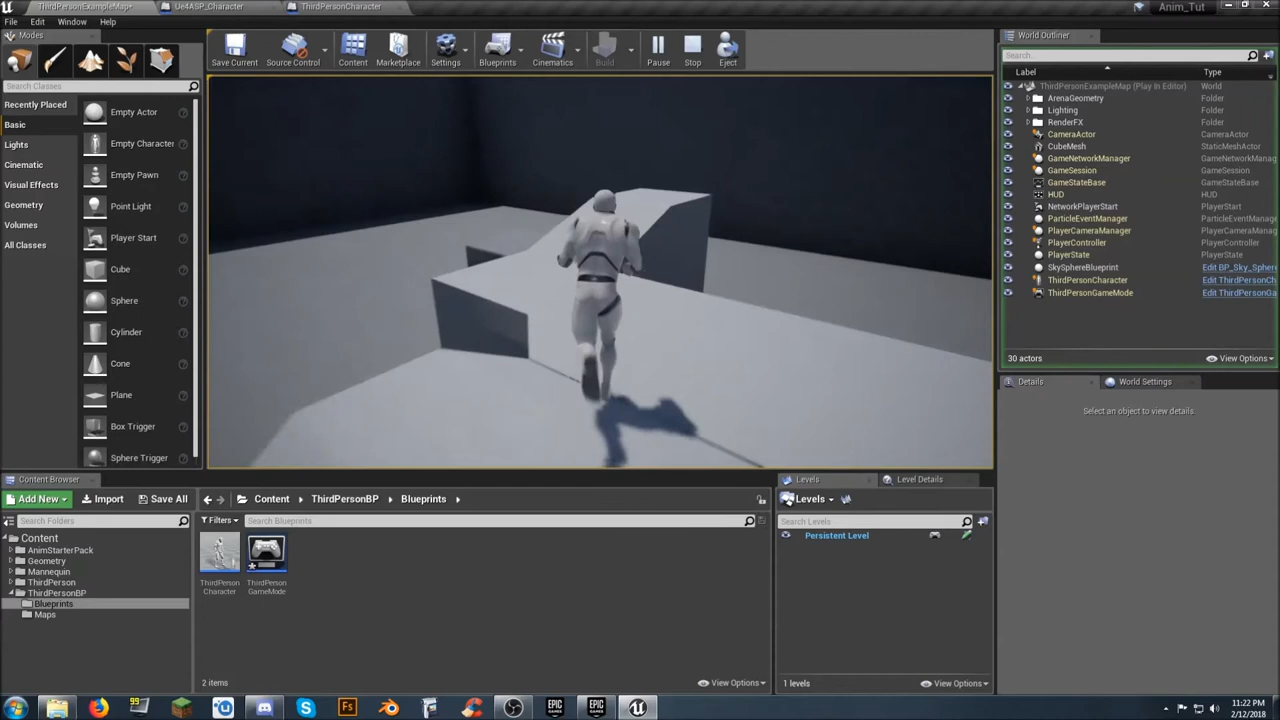 ThirdPersonExampleMap*
Ue4ASP_Character
ThirdPersonCharacter
Anim_Tut
File
Edit
Window
Help
Modes
Search Classes
Recently Placed
Basic
Lights
Cinematic
Visual Effects
Geometry
Volumes
All Classes
Empty Actor
Empty Character
Empty Pawn
Point Light
Player Start
Cube
Sphere
Cylinder
Cone
Plane
Box Trigger
Sphere Trigger
Save Current
Source Control
Content
Marketplace
Settings
Blueprints
Cinematics
Build
Pause
Stop
Eject
World Outliner
Search...
Label
Type
ThirdPersonExampleMap (Play In Editor)
World
ArenaGeometry
Folder
Lighting
Folder
RenderFX
Folder
CameraActor
CameraActor
CubeMesh
StaticMeshActor
GameNetworkManager
GameNetworkManag
GameSession
GameSession
GameStateBase
GameStateBase
HUD
HUD
NetworkPlayerStart
PlayerStart
ParticleEventManager
ParticleEventManag
PlayerCameraManager
PlayerCameraManag
PlayerController
PlayerController
PlayerState
PlayerState
SkySphereBlueprint
Edit BP_Sky_Sphere
ThirdPersonCharacter
Edit ThirdPersonCh
ThirdPersonGameMode
Edit ThirdPersonGa
30 actors
View Options
Details
World Settings
Select an object to view details
Content Browser
Add New
Import
Save All
Content
ThirdPersonBP
Blueprints
Search Folders
Filters
Search Blueprints
Content
AnimStarterPack
Geometry
Mannequin
ThirdPerson
ThirdPersonBP
Blueprints
Maps
ThirdPerson
Character
ThirdPerson
GameMode
2 items
View Options
Levels
Level Details
Levels
Search Levels
Persistent Level
1 levels
View Options
99
Fs
EPIC
GAMES
EPIC
GAMES
11:22 PM
2/12/2018